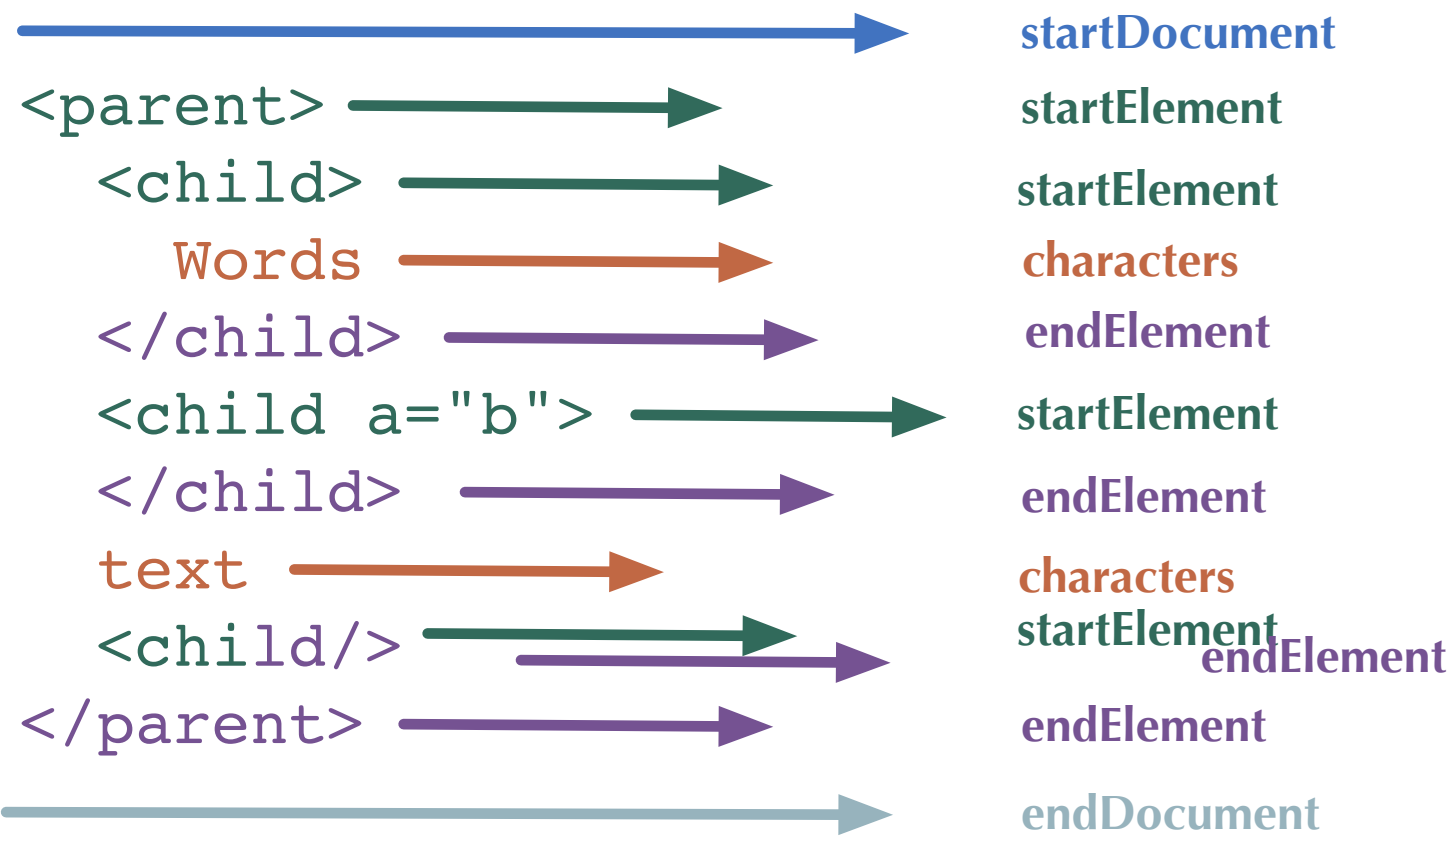 startDocument
<parent> startElement
<child> startElement
Words characters
</child> endElement
<child a="b"> startElement
</child> endElement
text characters
<child/> startElement endElement
</parent> endElement
endDocument